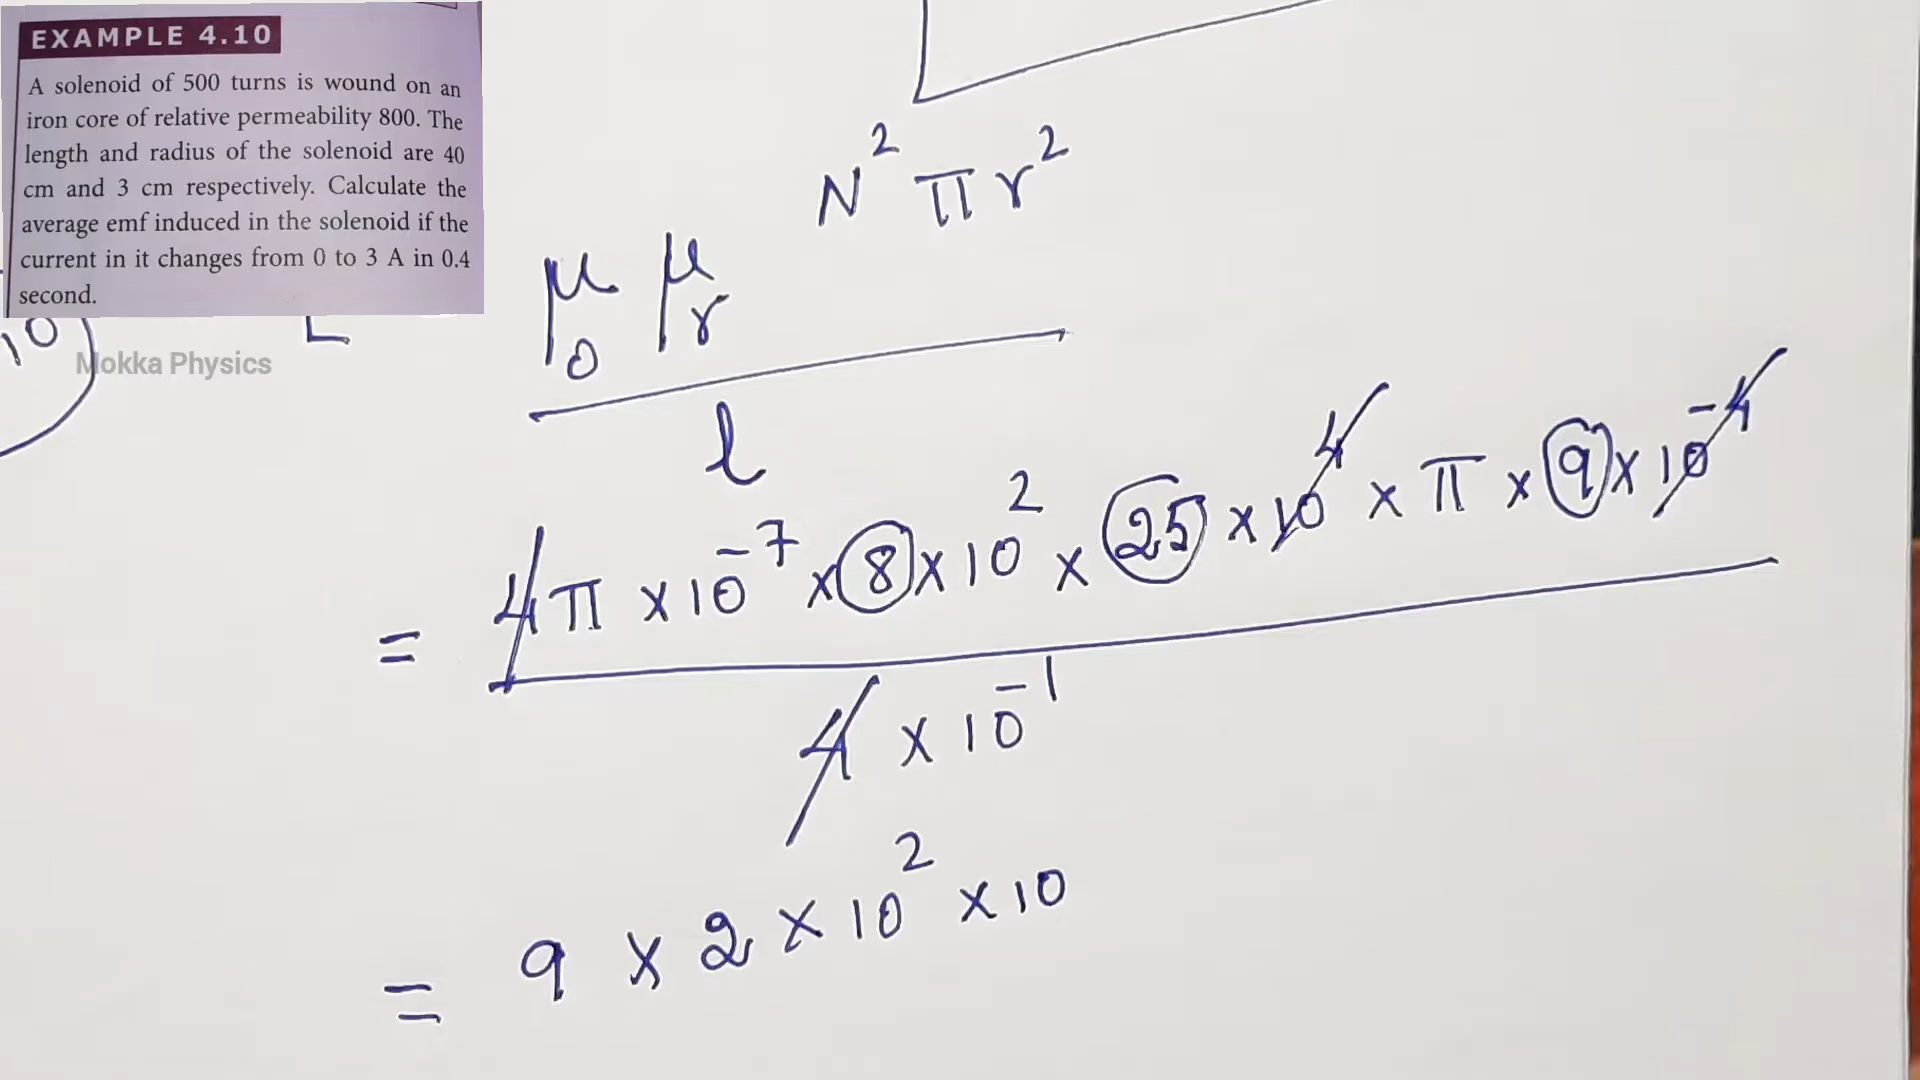 EXAMPLE 4.10
A solenoid of 500 turns is wound on an
iron core of relative permeability 800. The
length and radius of the solenoid are 40
cm and 3 cm respectively. Calculate the
average emf induced in the solenoid if the
current in it changes from 0 to 3 A in 0.4
second.
Mokka Physics
μ₀ μᵣ N² π r²
l
= 4π × 10⁻⁷ × 8 × 10² × 25 × 10⁴ × π × 9 × 10⁻⁴
4 × 10⁻¹
= 9 × 2 × 10² × 10